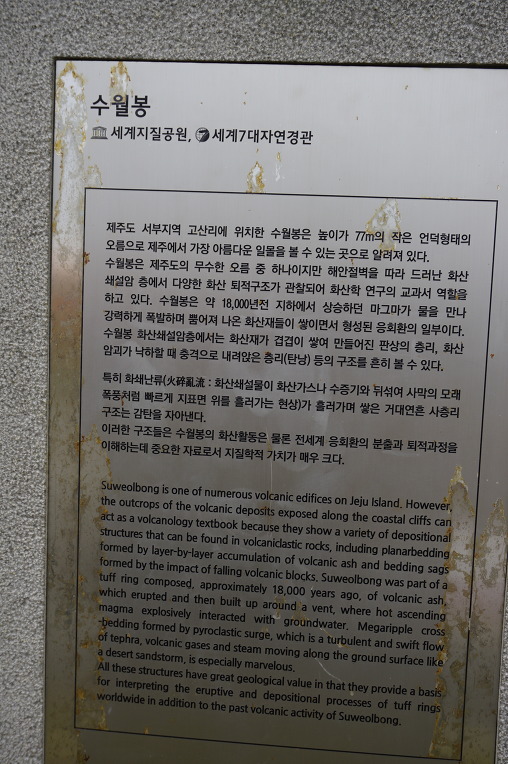 수월봉
세계지질공원, 세계7대자연경관
제주도 서부지역 고산리에 위치한 수월봉은 높이가 77m의 작은 언덕형태의
오름으로 제주에서 가장 아름다운 일몰을 볼 수 있는 곳으로 알려져 있다.
수월봉은 제주도의 무수한 오름 중 하나이지만 해안절벽을 따라 드러난 화산
쇄설암 층에서 다양한 화산 퇴적구조가 관찰되어 화산학 연구의 교과서 역할을
하고 있다. 수월봉은 약 18,000년전 지하에서 상승하던 마그마가 물을 만나
강력하게 폭발하며 뿜어져 나온 화산재들이 쌓이면서 형성된 응회환의 일부이다.
수월봉 화산쇄설암층에서는 화산재가 겹겹이 쌓여 만들어진 판상의 층리, 화산
암괴가 낙하할 때 충격으로 내려앉은 층리(탄낭) 등의 구조를 흔히 볼 수 있다.
특히 화쇄난류(火碎亂流 : 화산쇄설물이 화산가스나 수증기와 뒤섞여 사막의 모래
폭풍처럼 빠르게 지표면 위를 흘러가는 현상)가 흘러가며 쌓은 거대연흔 사층리
구조는 감탄을 자아낸다.
이러한 구조들은 수월봉의 화산활동은 물론 전세계 응회환의 분출과 퇴적과정을
이해하는데 중요한 자료로서 지질학적 가치가 매우 크다.
Suweolbong is one of numerous volcanic edifices on Jeju Island. However,
the outcrops of the volcanic deposits exposed along the coastal cliffs can
act as a volcanology textbook because they show a variety of depositional
structures that can be found in volcaniclastic rocks, including planarbedding
formed by layer-by-layer accumulation of volcanic ash and bedding sags
formed by the impact of falling volcanic blocks. Suweolbong was part of a
tuff ring composed, approximately 18,000 years ago, of volcanic ash,
which erupted and then built up around a vent, where hot ascending
magma explosively interacted with groundwater. Megaripple cross
-bedding formed by pyroclastic surge, which is a turbulent and swift flow
of tephra, volcanic gases and steam moving along the ground surface like
a desert sandstorm, is especially marvelous.
All these structures have great geological value in that they provide a basis
for interpreting the eruptive and depositional processes of tuff rings
worldwide in addition to the past volcanic activity of Suweolbong.